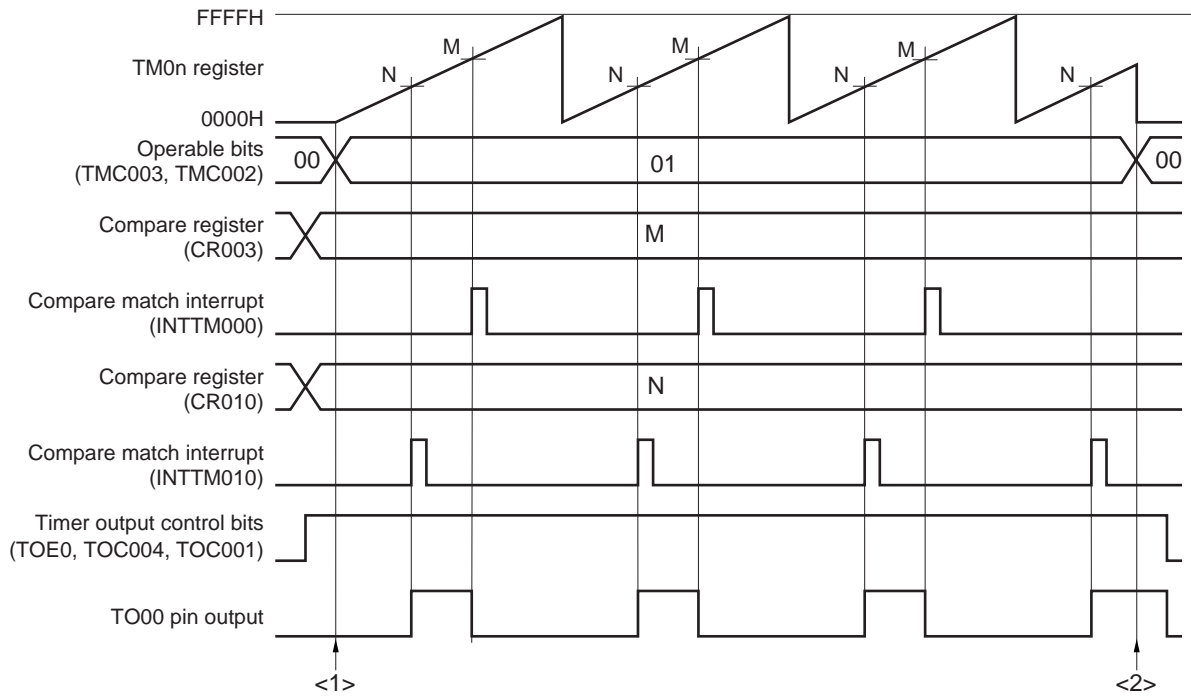 FFFFH
TM0n register
N M N M N M N
0000H
Operable bits
(TMC003, TMC002)
00 01 00
Compare register
(CR003)
M
Compare match interrupt
(INTTM000)
Compare register
(CR010)
N
Compare match interrupt
(INTTM010)
Timer output control bits
(TOE0, TOC004, TOC001)
TO00 pin output
<1> <2>